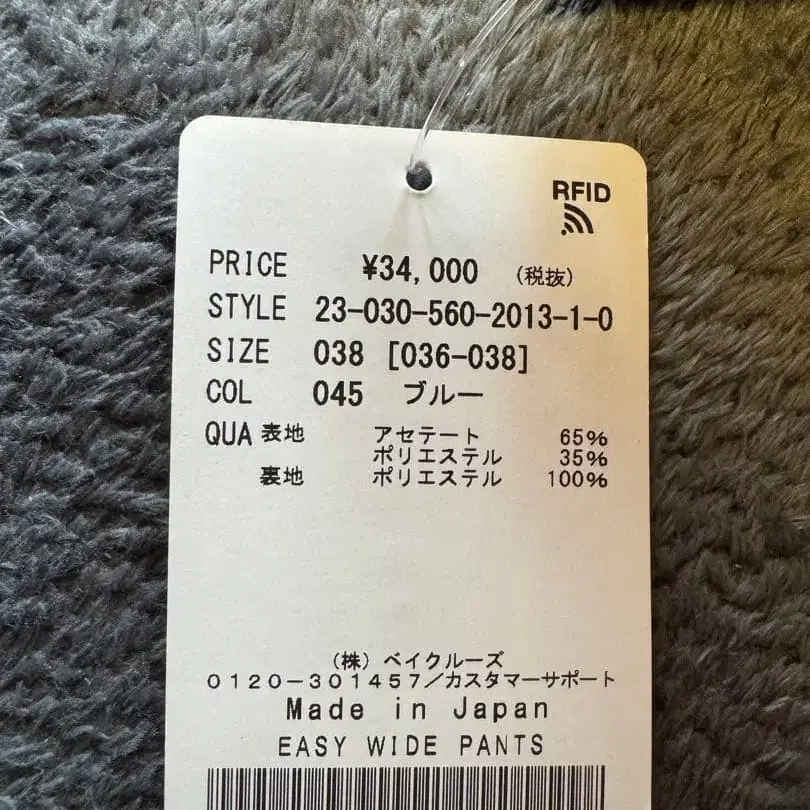 RFID
PRICE ¥34,000 (税抜)
STYLE 23-030-560-2013-1-0
SIZE 038 [036-038]
COL 045 ブルー
QUA 表地 アセテート 65%
ポリエステル 35%
裏地 ポリエステル 100%
(株) ベイクルーズ
0120-301457/カスタマーサポート
Made in Japan
EASY WIDE PANTS